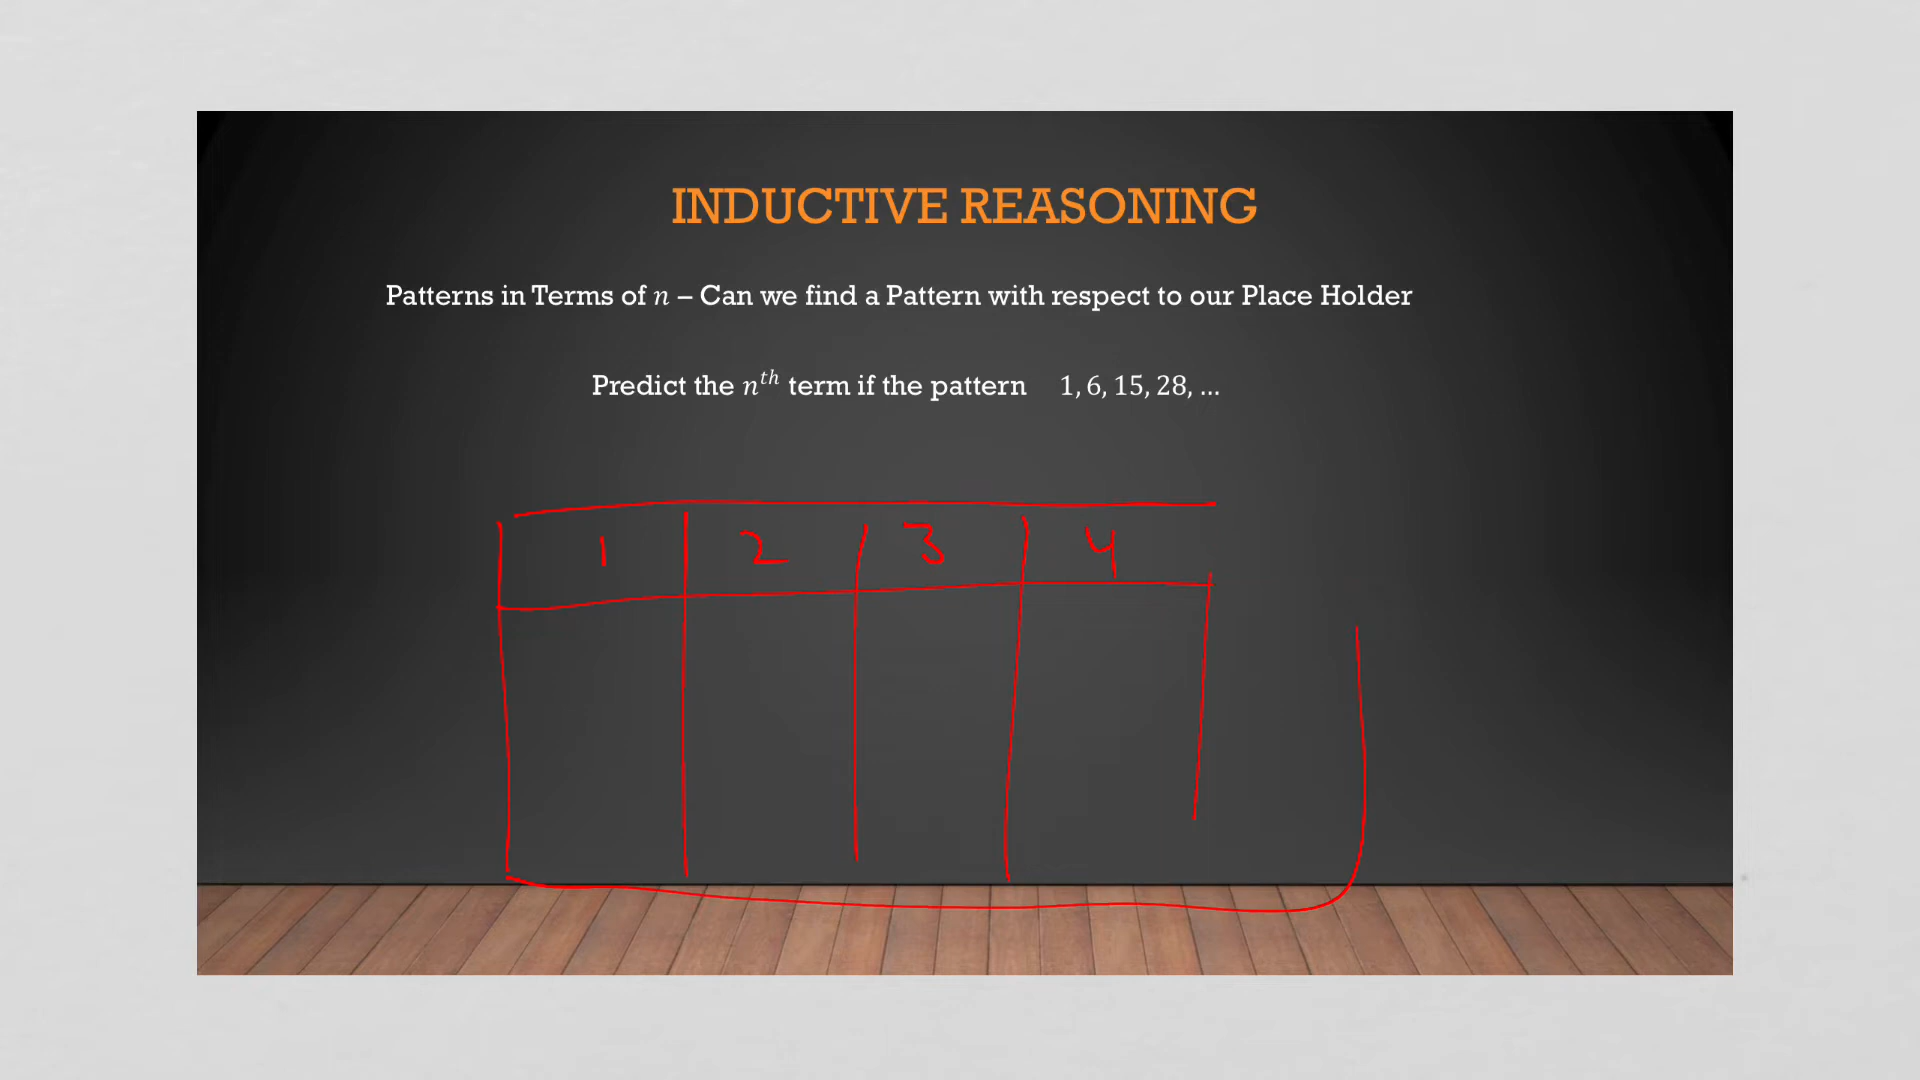 INDUCTIVE REASONING
Patterns in Terms of n – Can we find a Pattern with respect to our Place Holder
Predict the nᵗʰ term if the pattern 1, 6, 15, 28, …
1 2 3 4